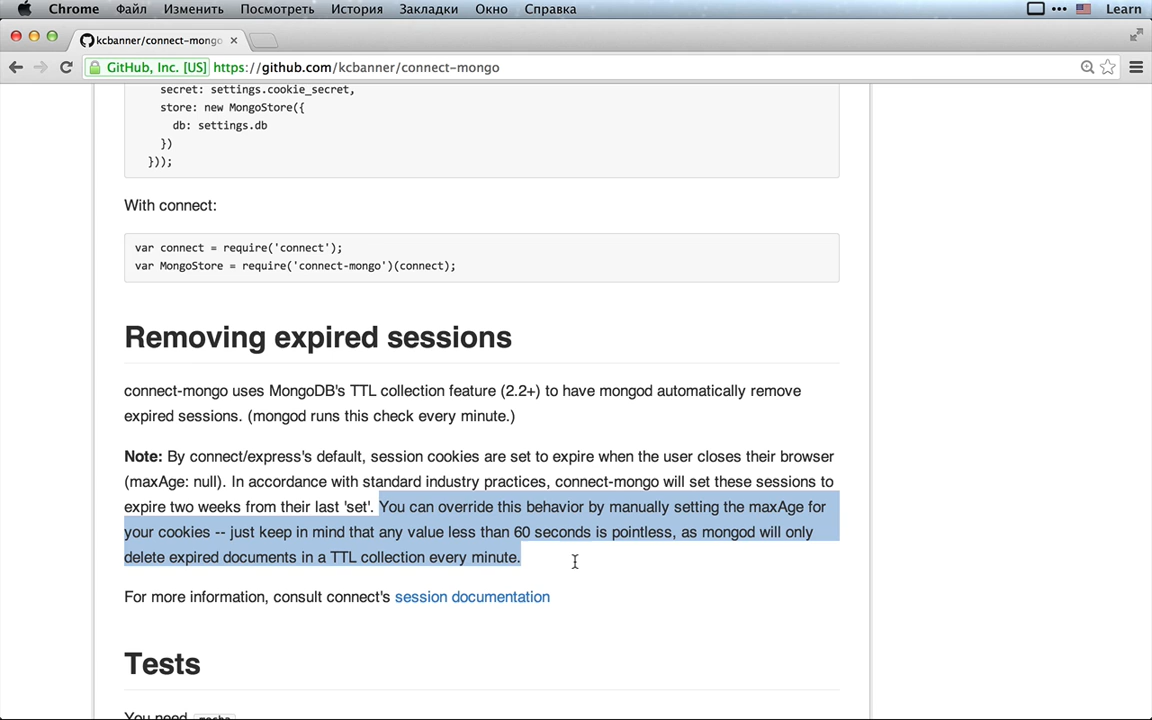 Chrome Файл Изменить Посмотреть История Закладки Окно Справка Learn
kcbanner/connect-mongo
GitHub, Inc. [US] https://github.com/kcbanner/connect-mongo
secret: settings.cookie_secret,
store: new MongoStore({
db: settings.db
})
}));
With connect:
var connect = require('connect');
var MongoStore = require('connect-mongo')(connect);
Removing expired sessions
connect-mongo uses MongoDB's TTL collection feature (2.2+) to have mongod automatically remove
expired sessions. (mongod runs this check every minute.)
Note: By connect/express's default, session cookies are set to expire when the user closes their browser
(maxAge: null). In accordance with standard industry practices, connect-mongo will set these sessions to
expire two weeks from their last 'set'. You can override this behavior by manually setting the maxAge for
your cookies -- just keep in mind that any value less than 60 seconds is pointless, as mongod will only
delete expired documents in a TTL collection every minute.
For more information, consult connect's session documentation
Tests
You need mocha